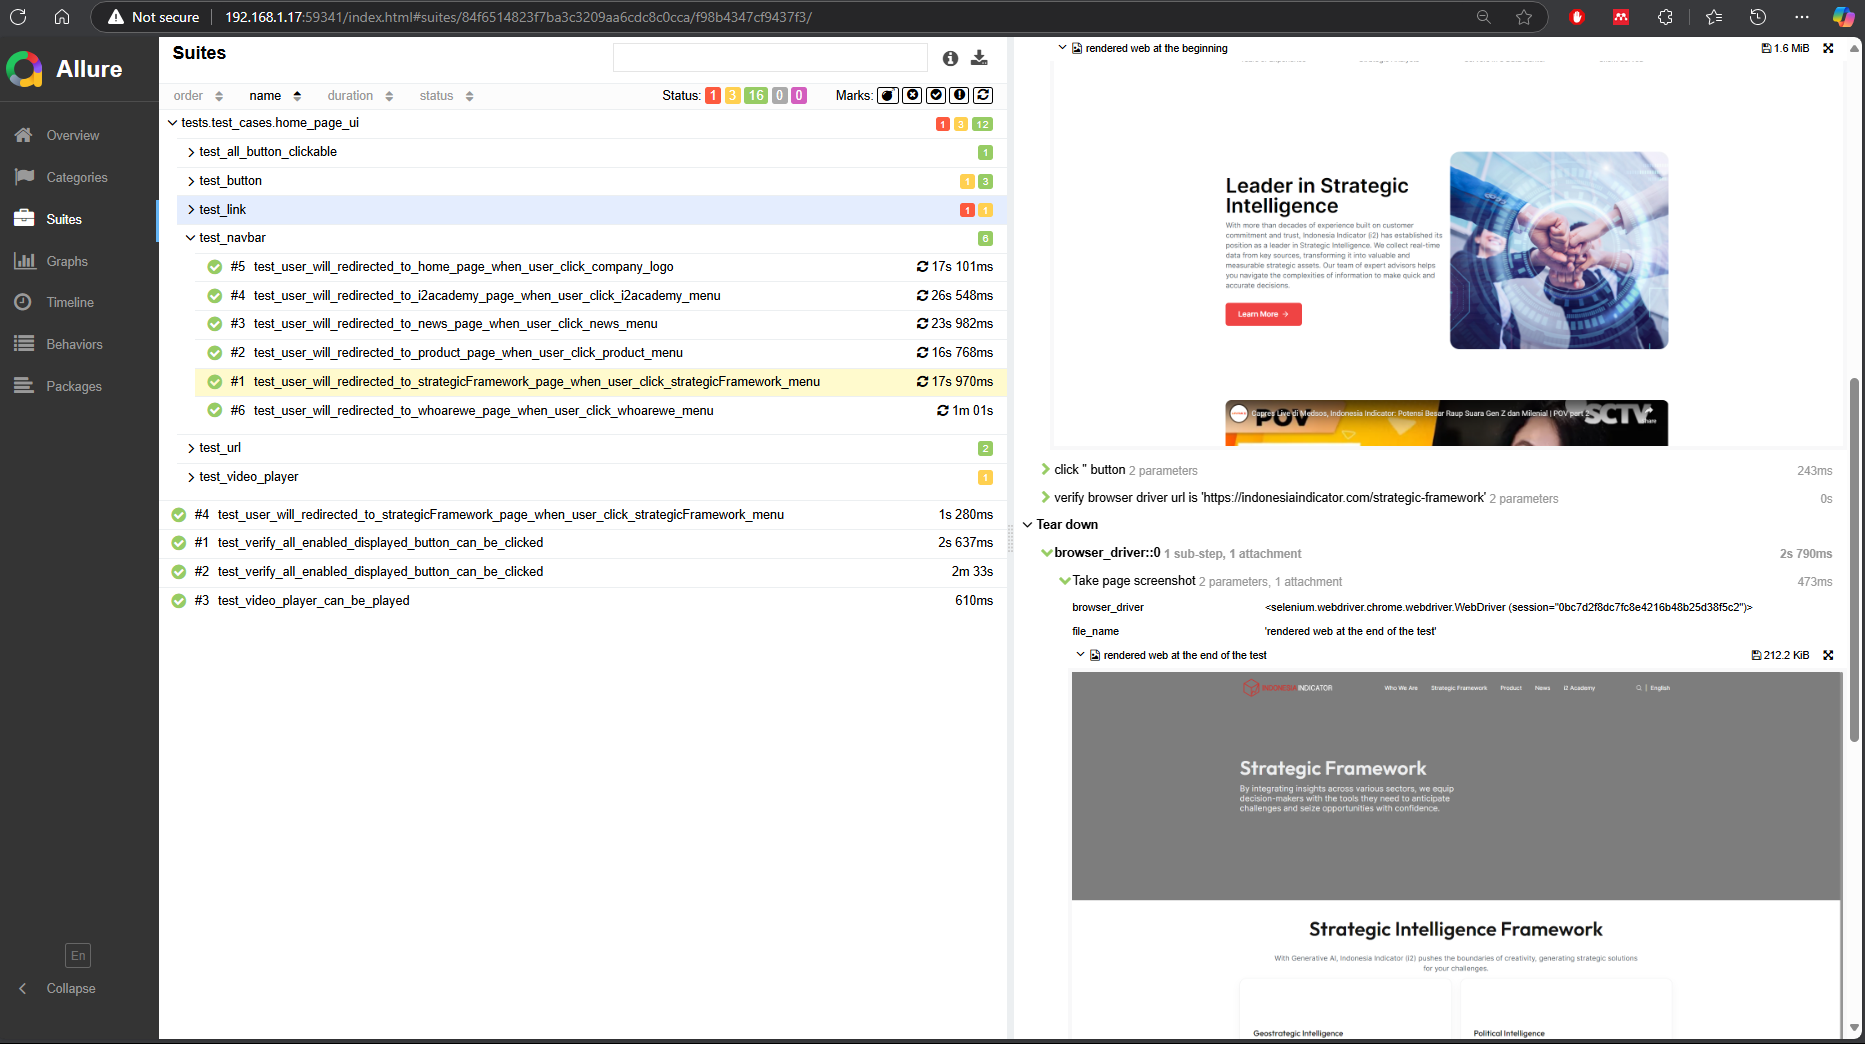 Not secure
192.168.1.17:59341/index.html#suites/84f6514823f7ba3c3209aa6cdc8c0cca/f98b4347cf9437f3/
Allure
Overview
Categories
Suites
Graphs
Timeline
Behaviors
Packages
En
Collapse
Suites
order name duration status
Status: 1 3 16 0 0 Marks:
tests.test_cases.home_page_ui 1 3 12
test_all_button_clickable 1
test_button 1 3
test_link 1 1
test_navbar 6
#5 test_user_will_redirected_to_home_page_when_user_click_company_logo 17s 101ms
#4 test_user_will_redirected_to_i2academy_page_when_user_click_i2academy_menu 26s 548ms
#3 test_user_will_redirected_to_news_page_when_user_click_news_menu 23s 982ms
#2 test_user_will_redirected_to_product_page_when_user_click_product_menu 16s 768ms
#1 test_user_will_redirected_to_strategicFramework_page_when_user_click_strategicFramework_menu 17s 970ms
#6 test_user_will_redirected_to_whoarewe_page_when_user_click_whoarewe_menu 1m 01s
test_url 2
test_video_player 1
#4 test_user_will_redirected_to_strategicFramework_page_when_user_click_strategicFramework_menu 1s 280ms
#1 test_verify_all_enabled_displayed_button_can_be_clicked 2s 637ms
#2 test_verify_all_enabled_displayed_button_can_be_clicked 2m 33s
#3 test_video_player_can_be_played 610ms
rendered web at the beginning 1.6 MiB
Leader in Strategic
Intelligence
With more than decades of experience built on customer
commitment and trust, Indonesia Indicator (i2) has established its
position as a leader in Strategic Intelligence. We collect real-time
data from key sources, transforming it into valuable and
measurable strategic assets. Our team of expert advisors helps
you navigate the complexities of information to make quick and
accurate decisions.
Learn More →
Capres Live di Medsos, Indonesia Indicator: Potensi Besar Raup Suara Gen Z dan Milenial | POV part 2
POV
SCTV
Share
click '' button 2 parameters 243ms
verify browser driver url is 'https://indonesiaindicator.com/strategic-framework' 2 parameters 0s
Tear down
browser_driver::0 1 sub-step, 1 attachment 2s 790ms
Take page screenshot 2 parameters, 1 attachment 473ms
browser_driver <selenium.webdriver.chrome.webdriver.WebDriver (session="0bc7d2f8dc7fc8e4216b48b25d38f5c2")>
file_name 'rendered web at the end of the test'
rendered web at the end of the test 212.2 KiB
INDONESIA INDICATOR Who We Are Strategic Framework Product News i2 Academy | English
Strategic Framework
By integrating insights across various sectors, we equip
decision-makers with the tools they need to anticipate
challenges and seize opportunities with confidence.
Strategic Intelligence Framework
With Generative AI, Indonesia Indicator (i2) pushes the boundaries of creativity, generating strategic solutions
for your challenges.
Geostrategic Intelligence
Political Intelligence